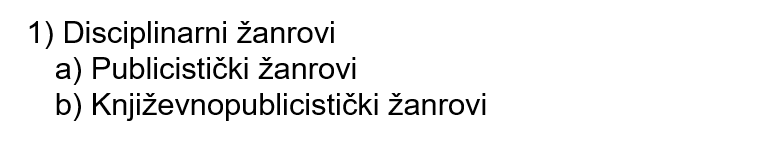 1) Disciplinarni žanrovi
a) Publicistički žanrovi
b) Književnopublicistički žanrovi